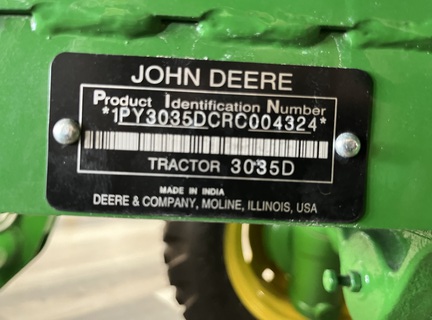 JOHN DEERE
Product Identification Number
*1PY3035DCRC004324*
TRACTOR 3035D
MADE IN INDIA
DEERE & COMPANY, MOLINE, ILLINOIS, USA